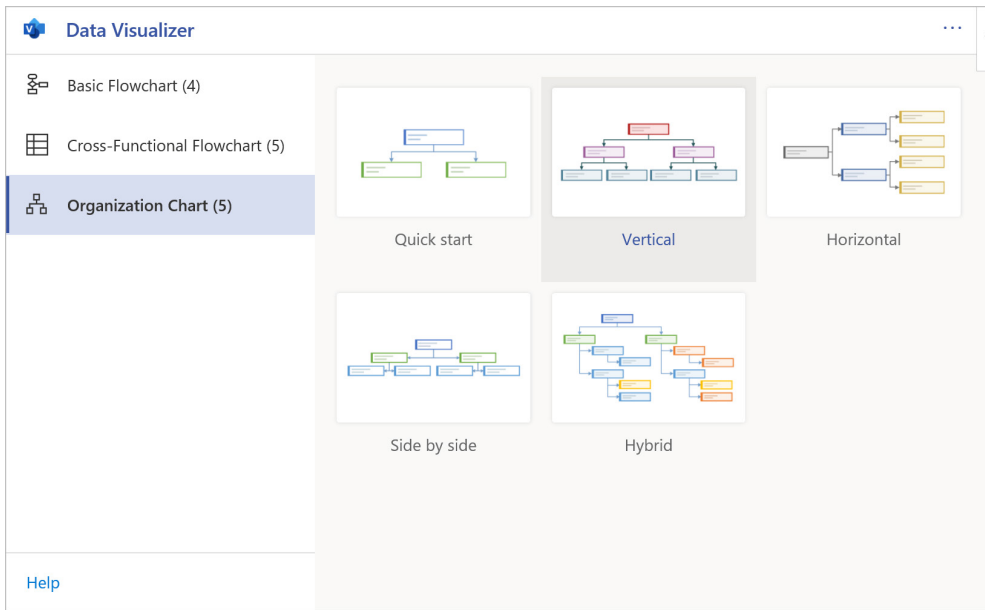 Data Visualizer
Basic Flowchart (4)
Cross-Functional Flowchart (5)
Organization Chart (5)
Quick start
Vertical
Horizontal
Side by side
Hybrid
Help